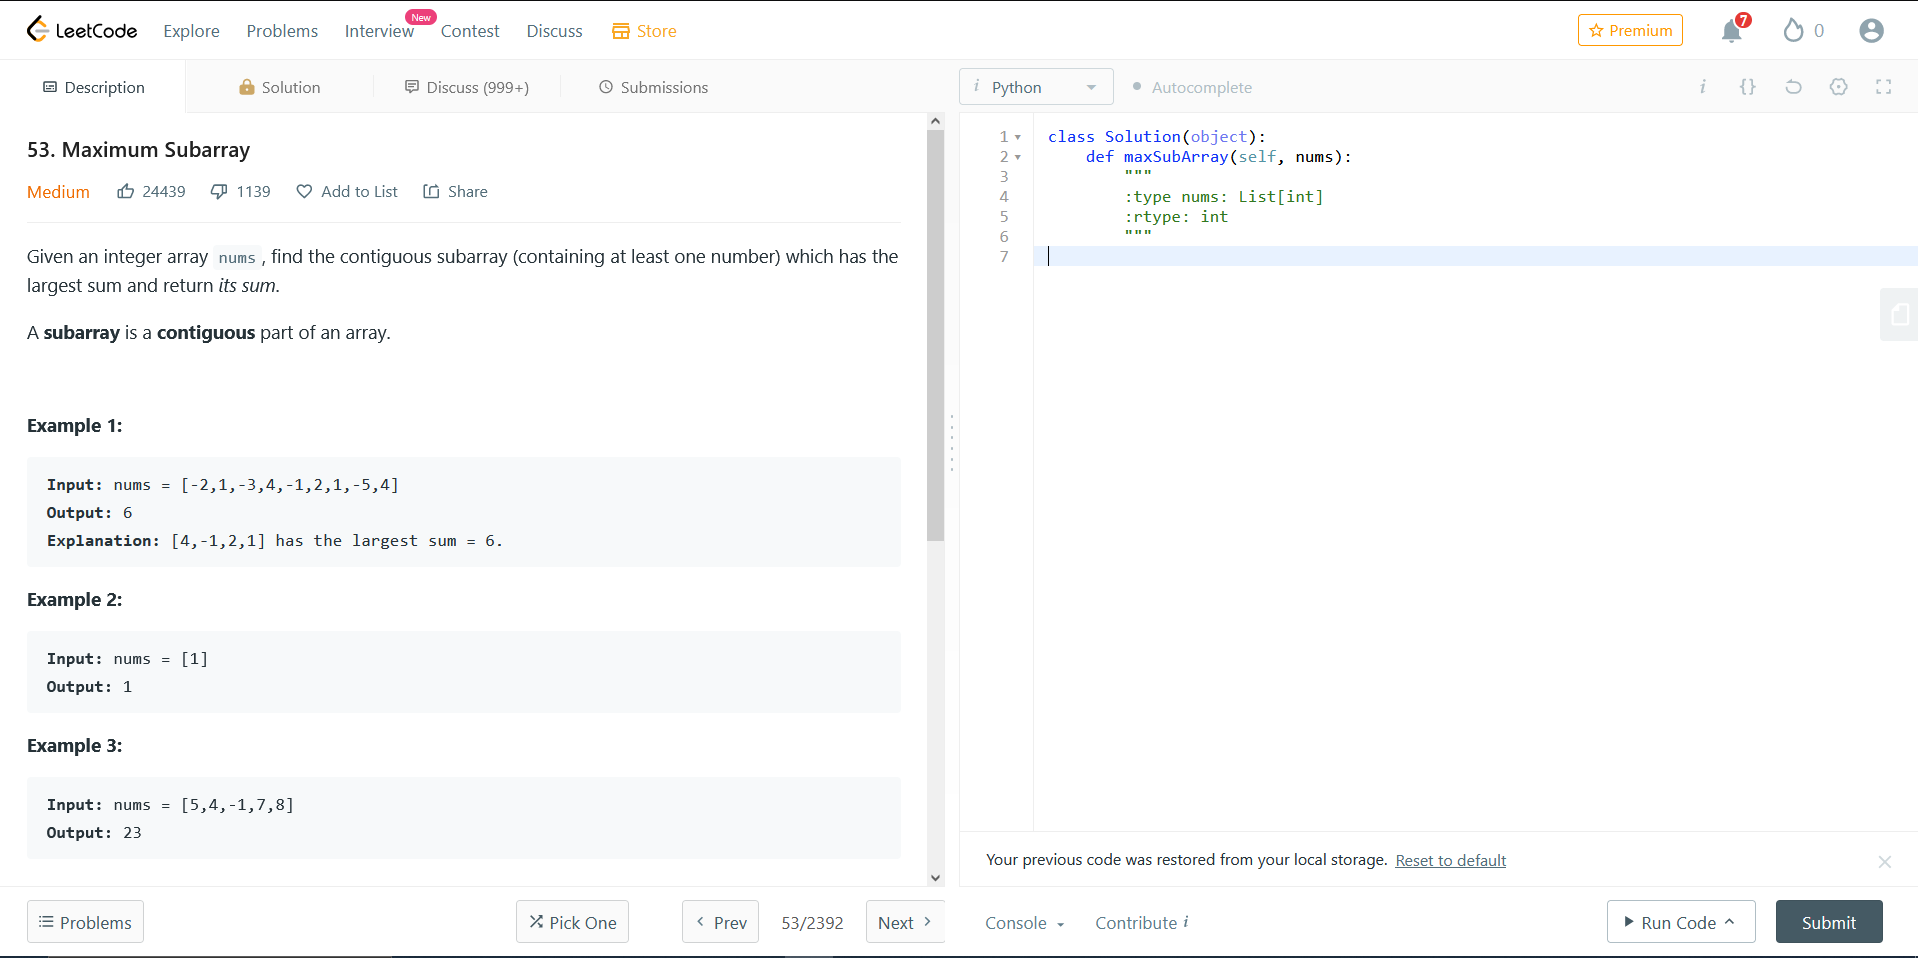 LeetCode Explore Problems Interview New Contest Discuss Store Premium 7 0
Description Solution Discuss (999+) Submissions
53. Maximum Subarray
Medium 24439 1139 Add to List Share
Given an integer array nums , find the contiguous subarray (containing at least one number) which has the
largest sum and return its sum.
A subarray is a contiguous part of an array.
Example 1:
Input: nums = [-2,1,-3,4,-1,2,1,-5,4]
Output: 6
Explanation: [4,-1,2,1] has the largest sum = 6.
Example 2:
Input: nums = [1]
Output: 1
Example 3:
Input: nums = [5,4,-1,7,8]
Output: 23
Problems Pick One Prev 53/2392 Next
i Python Autocomplete i {}
1 class Solution(object):
2 def maxSubArray(self, nums):
3 """
4 :type nums: List[int]
5 :rtype: int
6 """
7
Your previous code was restored from your local storage. Reset to default
Console Contribute i Run Code Submit